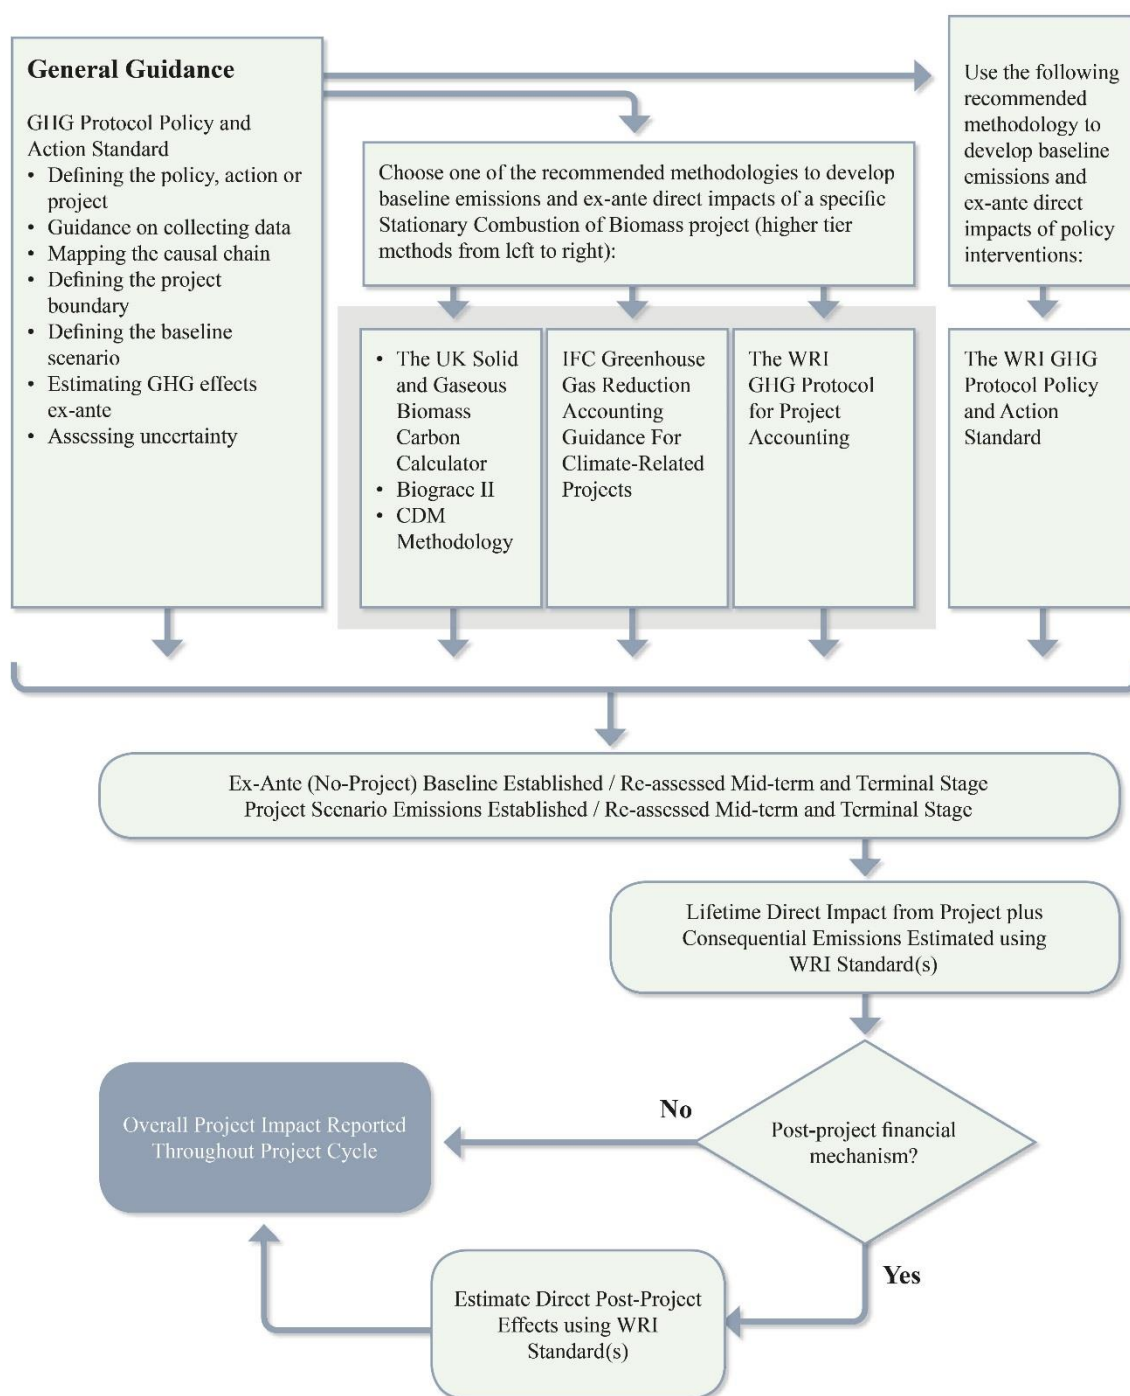 General Guidance
GHG Protocol Policy and
Action Standard
• Defining the policy, action or
project
• Guidance on collecting data
• Mapping the causal chain
• Defining the project
boundary
• Defining the baseline
scenario
• Estimating GHG effects
ex-ante
• Assessing uncertainty
Choose one of the recommended methodologies to develop
baseline emissions and ex-ante direct impacts of a specific
Stationary Combustion of Biomass project (higher tier
methods from left to right):
Use the following
recommended
methodology to
develop baseline
emissions and
ex-ante direct
impacts of policy
interventions:
• The UK Solid
and Gaseous
Biomass
Carbon
Calculator
• Biograce II
• CDM
Methodology
IFC Greenhouse
Gas Reduction
Accounting
Guidance For
Climate-Related
Projects
The WRI
GHG Protocol
for Project
Accounting
The WRI GHG
Protocol Policy
and Action
Standard
Ex-Ante (No-Project) Baseline Established / Re-assessed Mid-term and Terminal Stage
Project Scenario Emissions Established / Re-assessed Mid-term and Terminal Stage
Lifetime Direct Impact from Project plus
Consequential Emissions Estimated using
WRI Standard(s)
Post-project financial
mechanism?
No
Overall Project Impact Reported
Throughout Project Cycle
Yes
Estimate Direct Post-Project
Effects using WRI
Standard(s)